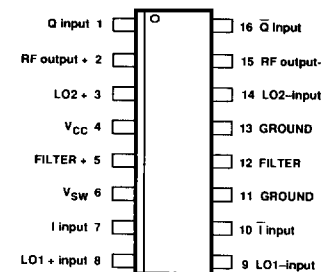 Q input 1
RF output + 2
LO2 + 3
VCC 4
FILTER + 5
VSW 6
I input 7
LO1 + input 8
16 Q̅ Input
15 RF output-
14 LO2–input
13 GROUND
12 FILTER
11 GROUND
10 I̅ input
9 LO1–input